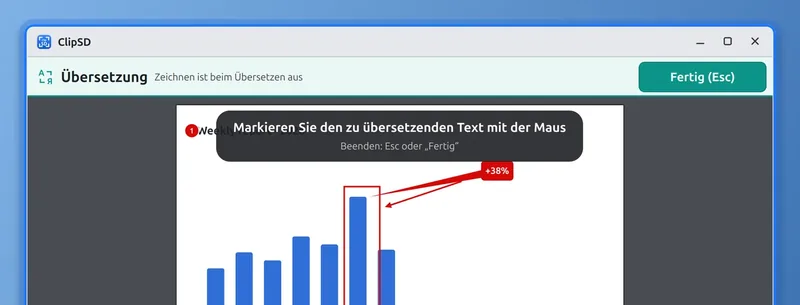 ClipSD
Übersetzung Zeichnen ist beim Übersetzen aus
Fertig (Esc)
Markieren Sie den zu übersetzenden Text mit der Maus
Beenden: Esc oder „Fertig“
1
+38%